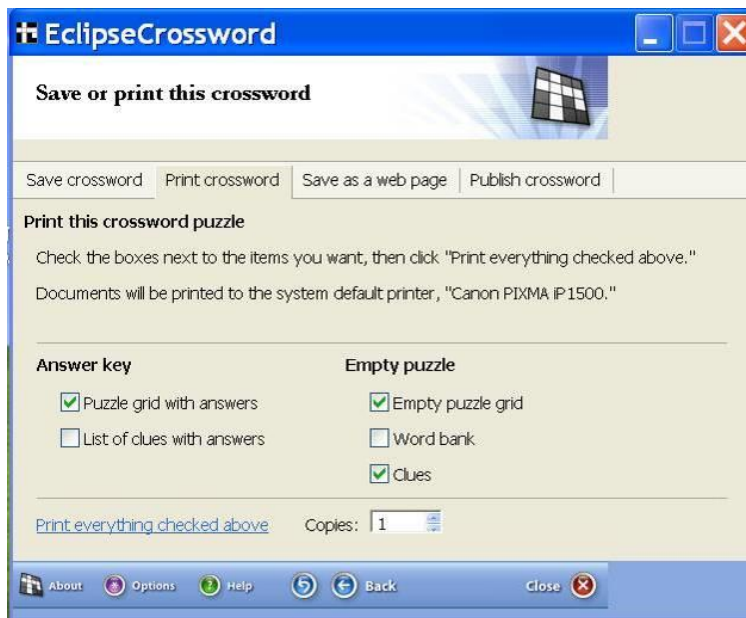 EclipseCrossword
Save or print this crossword
Save crossword Print crossword Save as a web page Publish crossword
Print this crossword puzzle
Check the boxes next to the items you want, then click "Print everything checked above."
Documents will be printed to the system default printer, "Canon PIXMA iP1500."
Answer key Empty puzzle
Puzzle grid with answers Empty puzzle grid
List of clues with answers Word bank
Clues
Print everything checked above Copies: 1
About Options Help Back Close